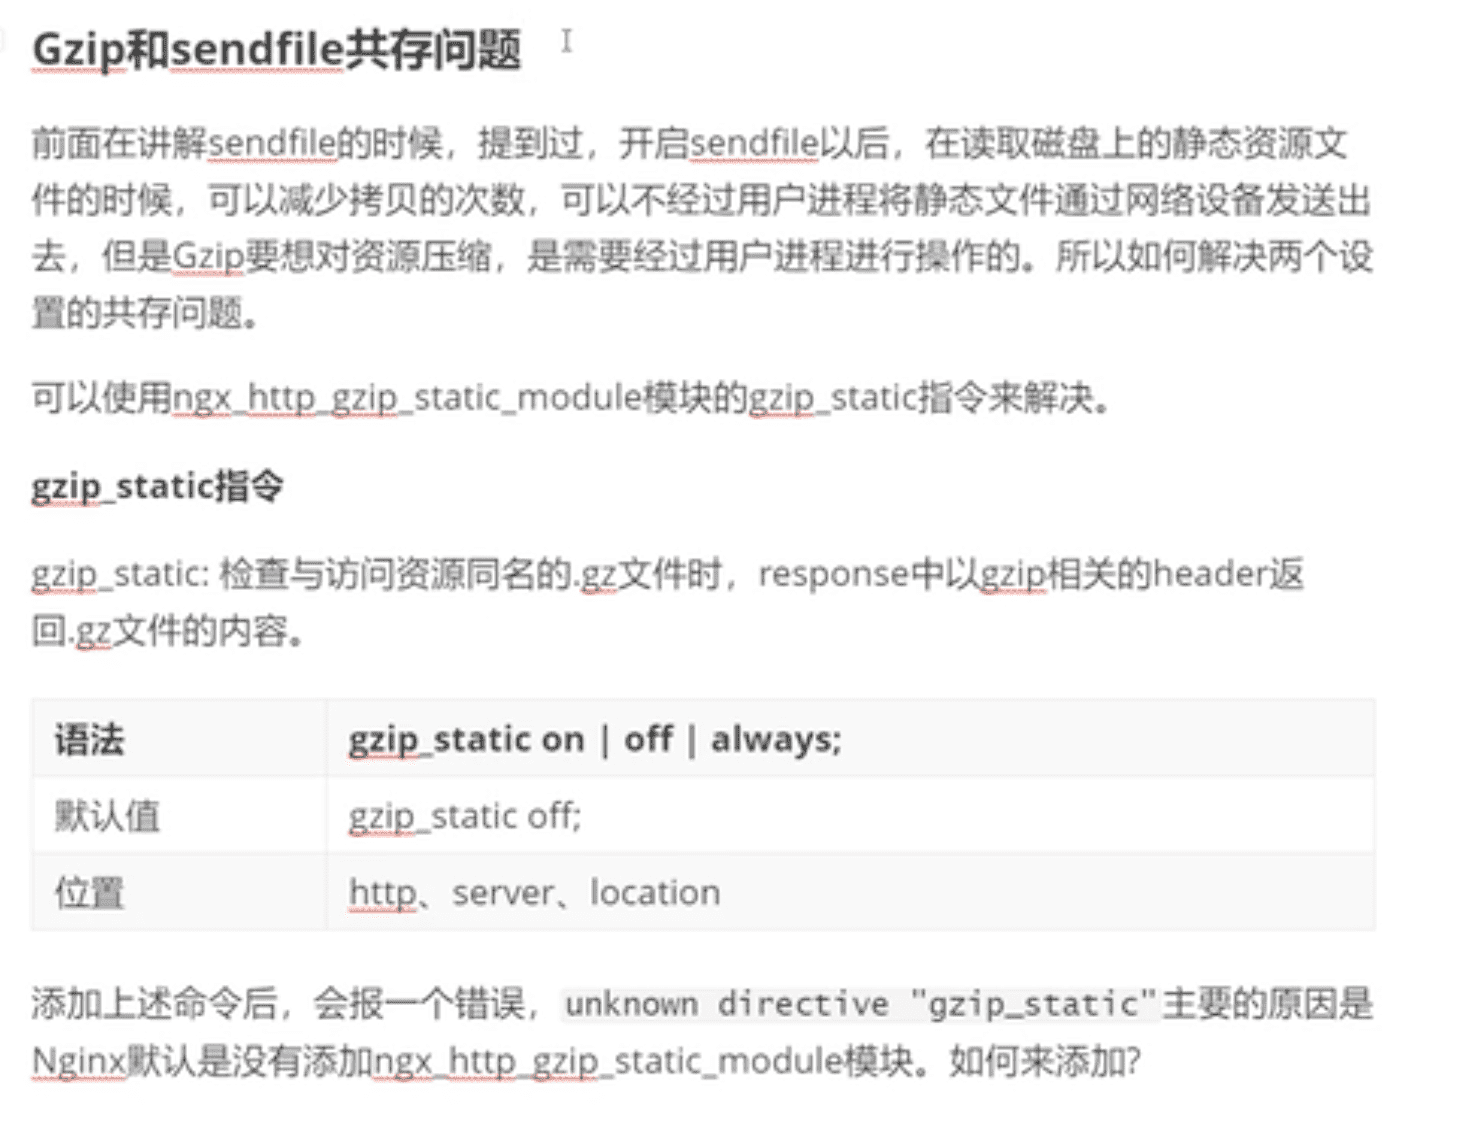 Gzip和sendfile共存问题
前面在讲解sendfile的时候，提到过，开启sendfile以后，在读取磁盘上的静态资源文
件的时候，可以减少拷贝的次数，可以不经过用户进程将静态文件通过网络设备发送出
去，但是Gzip要想对资源压缩，是需要经过用户进程进行操作的。所以如何解决两个设
置的共存问题。
可以使用ngx_http_gzip_static_module模块的gzip_static指令来解决。
gzip_static指令
gzip_static: 检查与访问资源同名的.gz文件时，response中以gzip相关的header返
回.gz文件的内容。
语法 gzip_static on | off | always;
默认值 gzip_static off;
位置 http、server、location
添加上述命令后，会报一个错误，unknown directive "gzip_static"主要的原因是
Nginx默认是没有添加ngx_http_gzip_static_module模块。如何来添加?